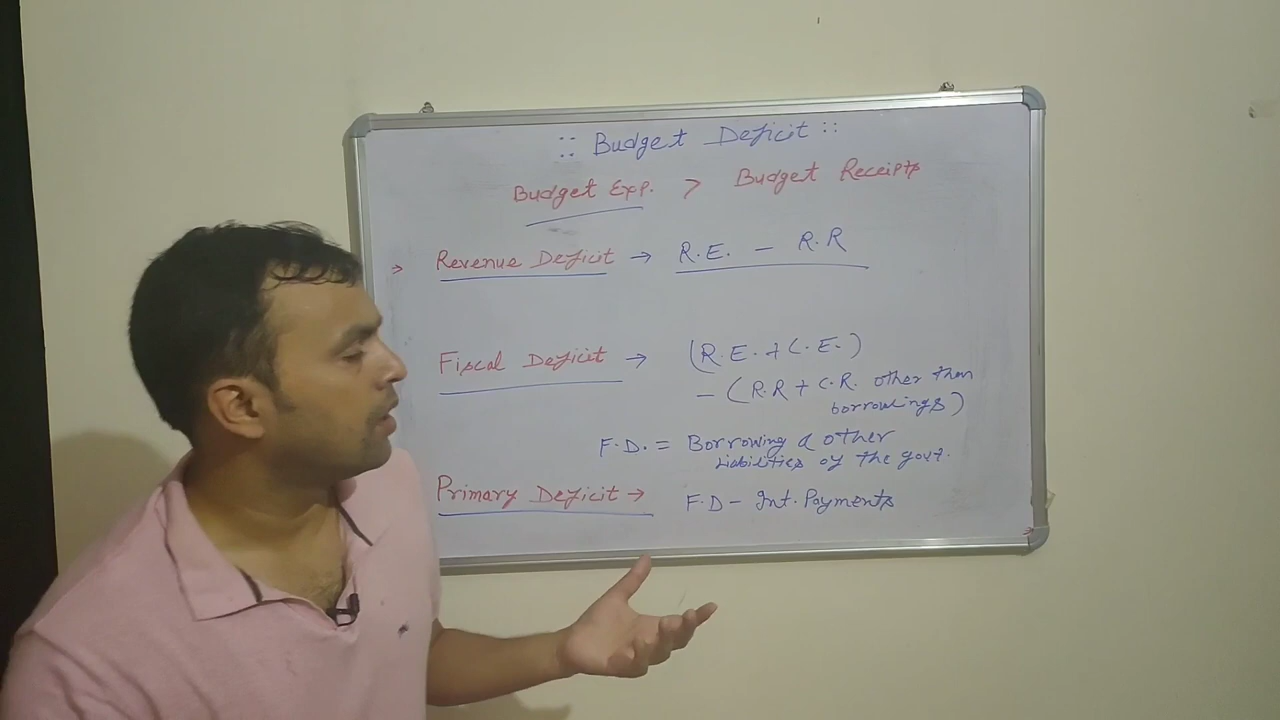 :: Budget Deficit ::
Budget Exp. > Budget Receipts
> Revenue Deficit → R.E. - R.R
Fiscal Deficit → (R.E. + C.E.)
- (R.R + C.R. other than
borrowings)
F.D. = Borrowing & other
Liabilities of the govt.
Primary Deficit → F.D - Int. Payments